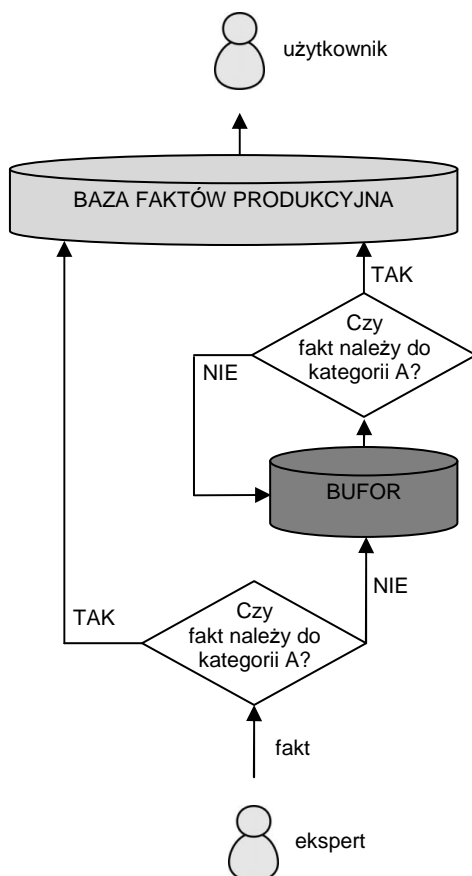 użytkownik
BAZA FAKTÓW PRODUKCYJNA
TAK
Czy
fakt należy do
kategorii A?
NIE
BUFOR
NIE
TAK
Czy
fakt należy do
kategorii A?
fakt
ekspert